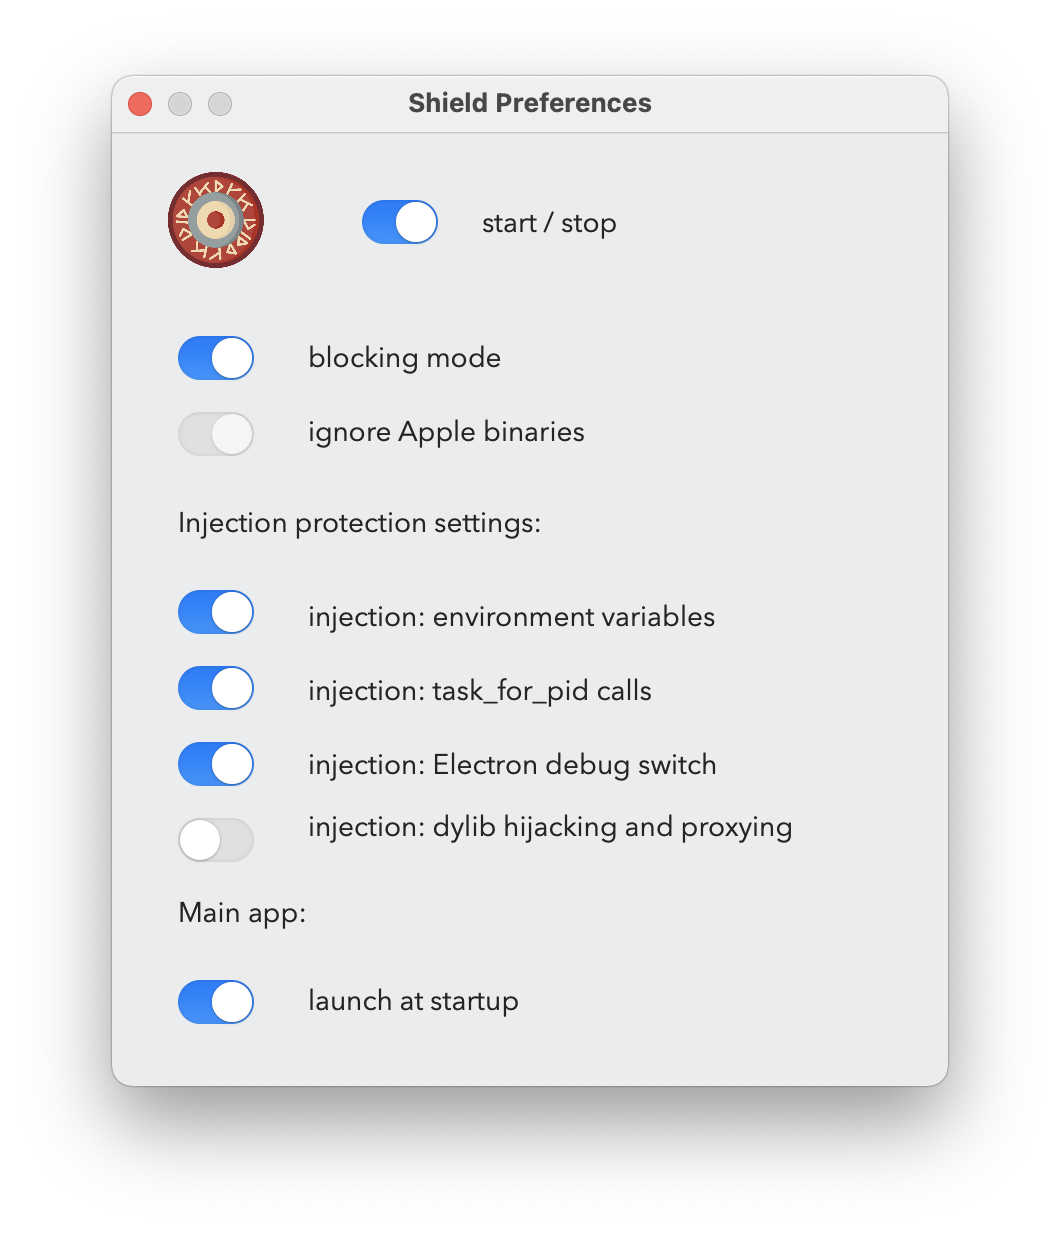 Shield Preferences
start / stop
blocking mode
ignore Apple binaries
Injection protection settings:
injection: environment variables
injection: task_for_pid calls
injection: Electron debug switch
injection: dylib hijacking and proxying
Main app:
launch at startup